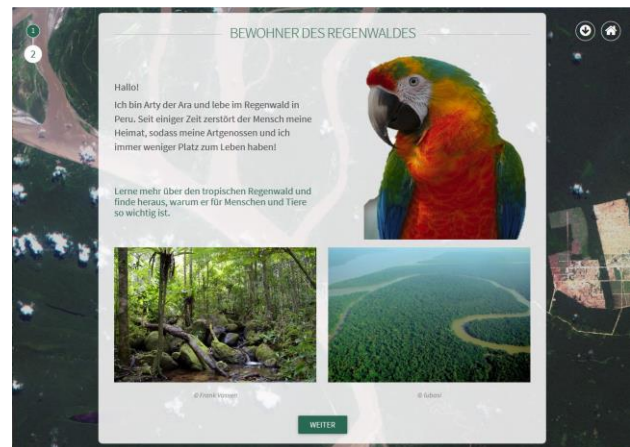 1
2
BEWOHNER DES REGENWALDES
Hallo!
Ich bin Arty der Ara und lebe im Regenwald in
Peru. Seit einiger Zeit zerstört der Mensch meine
Heimat, sodass meine Artgenossen und ich
immer weniger Platz zum Leben haben!
Lerne mehr über den tropischen Regenwald und
finde heraus, warum er für Menschen und Tiere
so wichtig ist.
WEITER